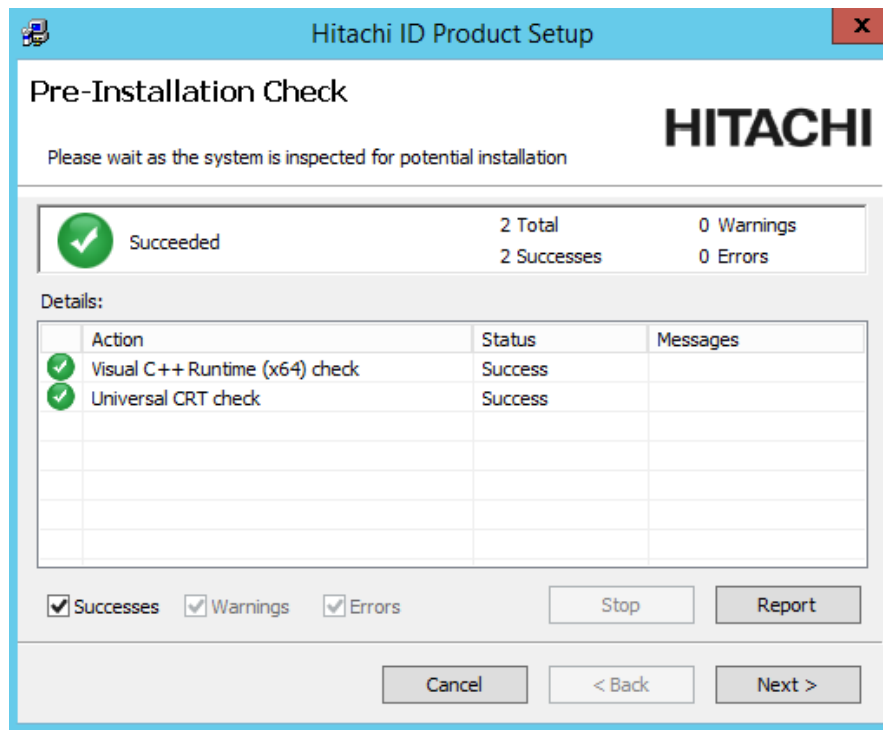 Hitachi ID Product Setup
x
Pre-Installation Check
HITACHI
Please wait as the system is inspected for potential installation
Succeeded
2 Total
0 Warnings
2 Successes
0 Errors
Details:
Action Status Messages
Visual C++ Runtime (x64) check Success
Universal CRT check Success
Successes Warnings Errors Stop Report
Cancel < Back Next >